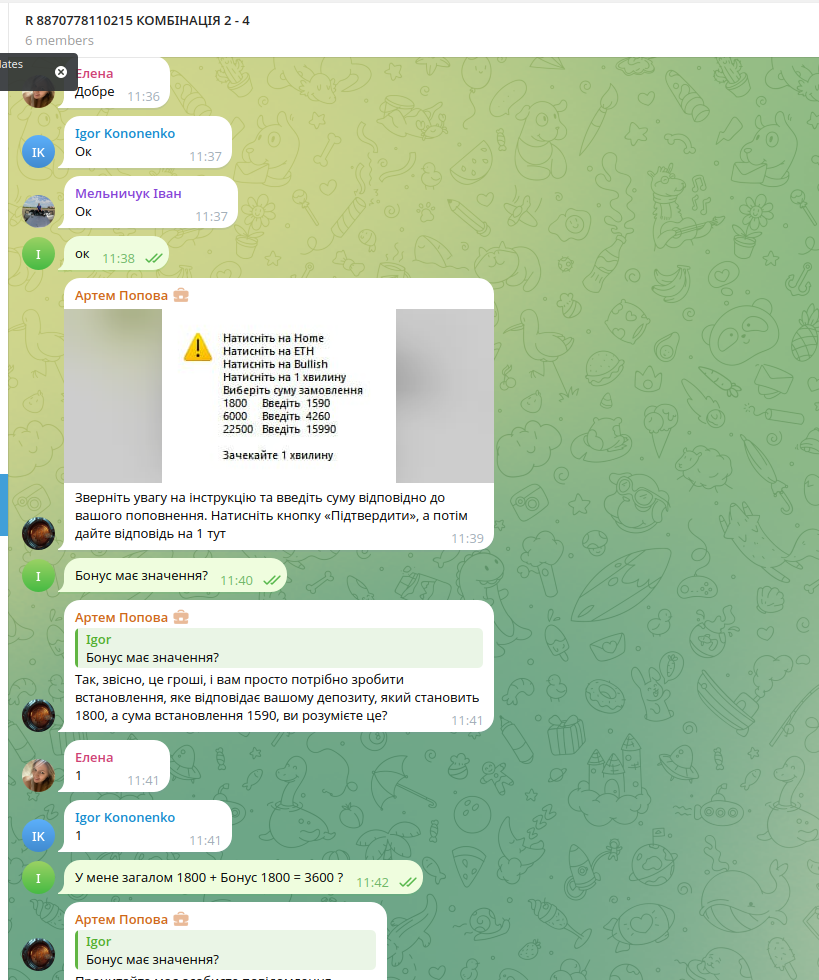 R 8870778110215 КОМБІНАЦІЯ 2 - 4
6 members
lates
Елена
Добре 11:36
Igor Kononenko
IK
Ок 11:37
Мельничук Іван
Ок 11:37
I
ок 11:38
Артем Попова
Натисніть на Home
Натисніть на ETH
Натисніть на Bullish
Натисніть на 1 хвилину
Виберіть суму замовлення
1800 Введіть 1590
6000 Введіть 4260
22500 Введіть 15990
Зачекайте 1 хвилину
Зверніть увагу на інструкцію та введіть суму відповідно до
вашого поповнення. Натисніть кнопку «Підтвердити», а потім
дайте відповідь на 1 тут 11:39
I
Бонус має значення? 11:40
Артем Попова
Igor
Бонус має значення?
Так, звісно, це гроші, і вам просто потрібно зробити
встановлення, яке відповідає вашому депозиту, який становить
1800, а сума встановлення 1590, ви розумієте це? 11:41
Елена
1 11:41
Igor Kononenko
IK
1 11:41
I
У мене загалом 1800 + Бонус 1800 = 3600 ? 11:42
Артем Попова
Igor
Бонус має значення?